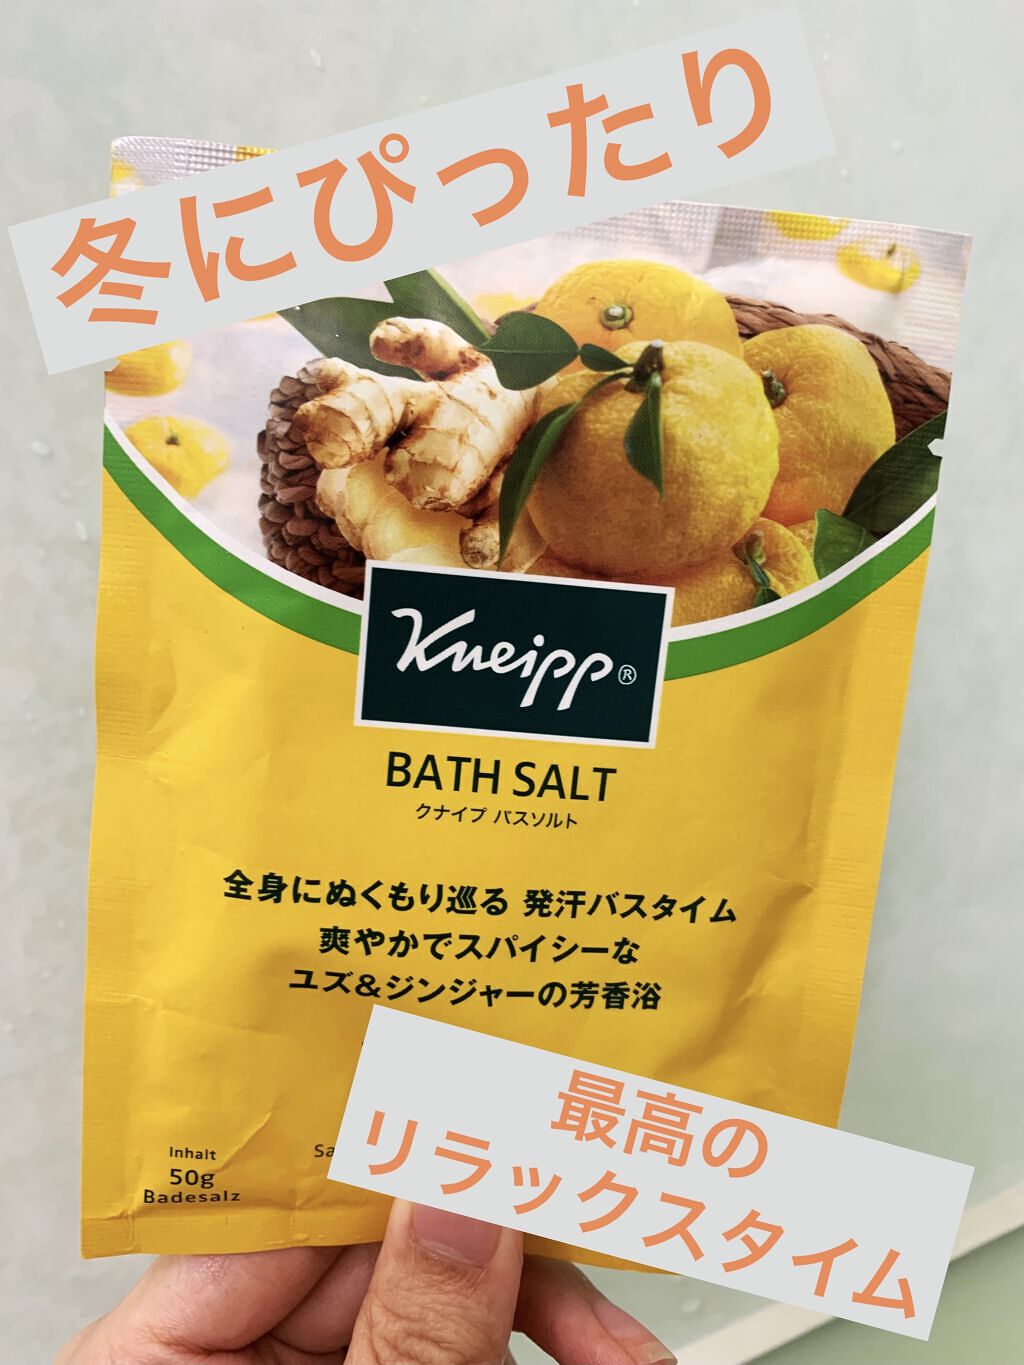 冬にぴったり
Kneipp®
BATH SALT
クナイプ バスソルト
全身にぬくもり巡る 発汗バスタイム
爽やかでスパイシーな
ユズ&ジンジャーの芳香浴
Inhalt
50g
Badesalz
最高の
リラックスタイム